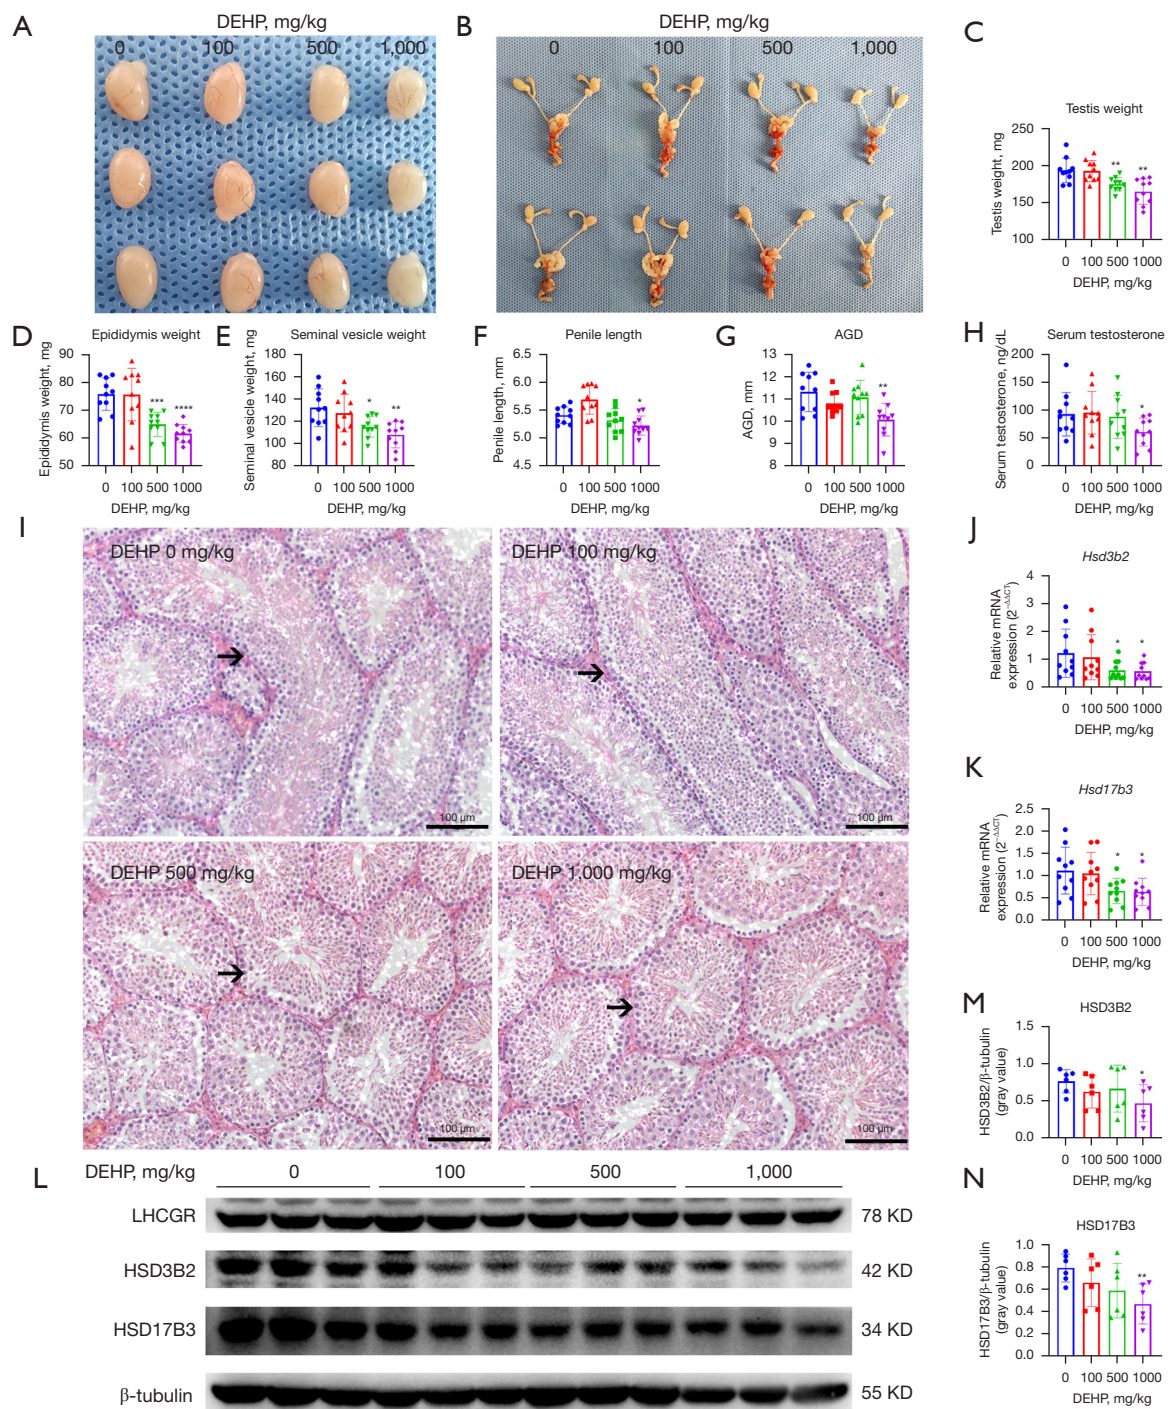 A
DEHP, mg/kg
0 100 500 1,000
B
DEHP, mg/kg
0 100 500 1,000
C
Testis weight
Testis weight, mg
250
200
150
100
** **
0 100 500 1000
DEHP, mg/kg
D
Epididymis weight
Epididymis weight, mg
90
80
70
60
50
*** ****
0 100 500 1000
DEHP, mg/kg
E
Seminal vesicle weight
Seminal vesicle weight, mg
180
160
140
120
100
80
* **
0 100 500 1000
DEHP, mg/kg
F
Penile length
Penile length, mm
6.5
6.0
5.5
5.0
4.5
*
0 100 500 1000
DEHP, mg/kg
G
AGD
AGD, mm
13
12
11
10
9
8
**
0 100 500 1000
DEHP, mg/kg
H
Serum testosterone
Serum testosterone, ng/dL
200
150
100
50
0
*
0 100 500 1000
DEHP, mg/kg
I
DEHP 0 mg/kg
100 μm
DEHP 100 mg/kg
100 μm
DEHP 500 mg/kg
100 μm
DEHP 1,000 mg/kg
100 μm
J
Hsd3b2
Relative mRNA
expression (2^−ΔΔCT)
4
3
2
1
0
* *
0 100 500 1000
DEHP, mg/kg
K
Hsd17b3
Relative mRNA
expression (2^−ΔΔCT)
2.5
2.0
1.5
1.0
0.5
0.0
* *
0 100 500 1000
DEHP, mg/kg
L
DEHP, mg/kg 0 100 500 1,000
LHCGR 78 KD
HSD3B2 42 KD
HSD17B3 34 KD
β-tubulin 55 KD
M
HSD3B2
HSD3B2/β-tubulin
(gray value)
1.5
1.0
0.5
0.0
*
0 100 500 1000
DEHP, mg/kg
N
HSD17B3
HSD17B3/β-tubulin
(gray value)
1.0
0.8
0.6
0.4
0.2
0.0
**
0 100 500 1000
DEHP, mg/kg